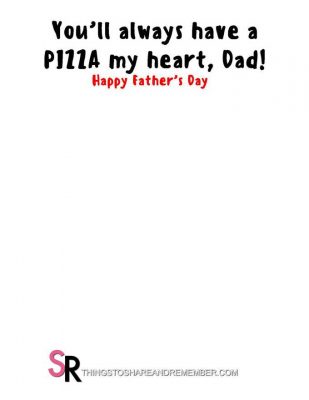 You'll always have a
PIZZA my heart, Dad!
Happy Father's Day
SR THINGSTOSHAREANDREMEMBER.COM